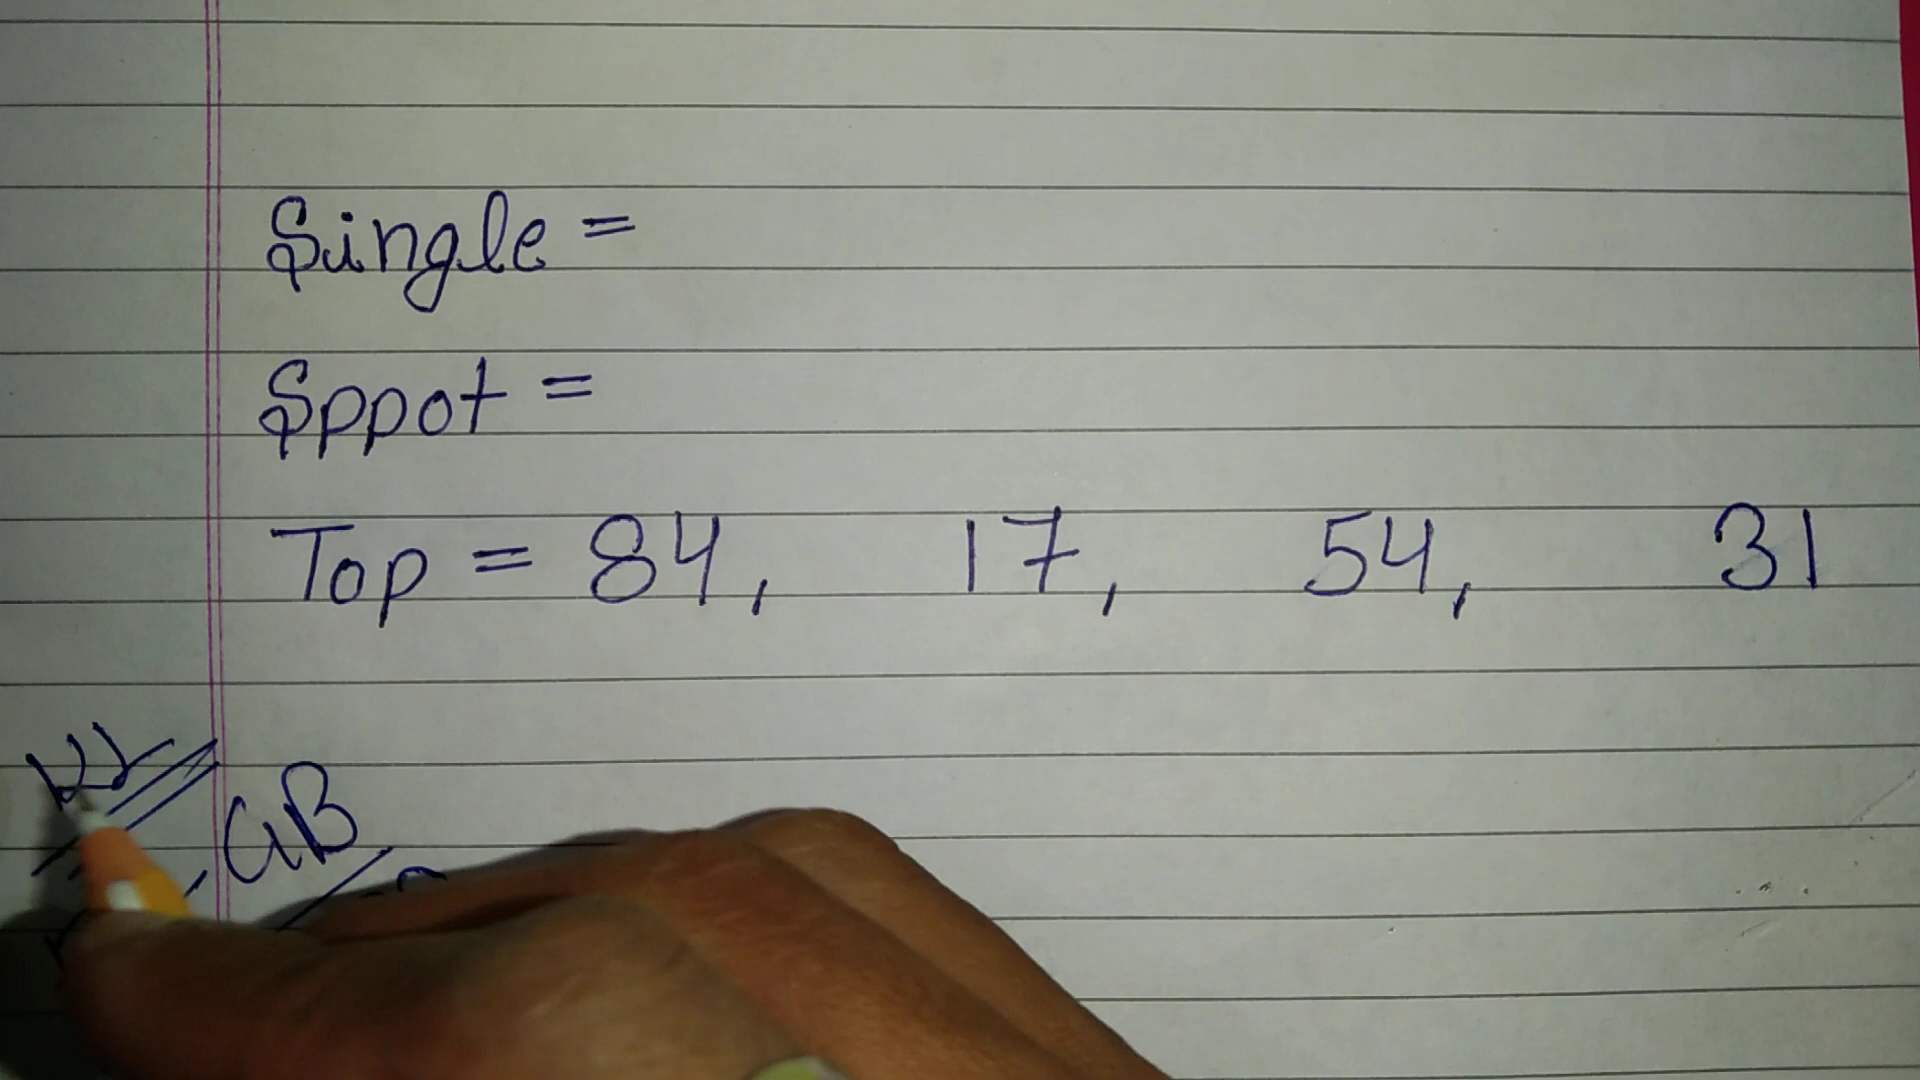 Single =
Sppot =
Top = 84, 17, 54, 31
GB